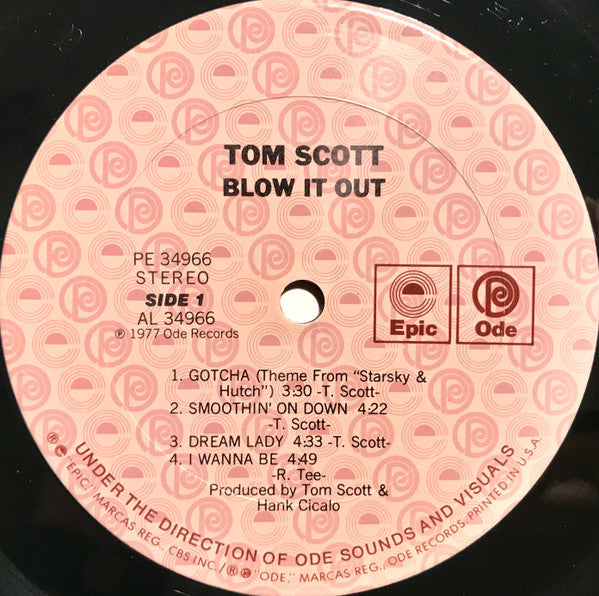 TOM SCOTT
BLOW IT OUT
PE 34966
STEREO
SIDE 1
AL 34966
℗ 1977 Ode Records
Epic
Ode
1. GOTCHA (Theme From "Starsky &
Hutch") 3:30 -T. Scott-
2. SMOOTHIN' ON DOWN 4:22
-T. Scott-
3. DREAM LADY 4:33 -T. Scott-
4. I WANNA BE 4:49
-R. Tee-
Produced by Tom Scott &
Hank Cicalo
UNDER THE DIRECTION OF ODE SOUNDS AND VISUALS
"EPIC," MARCAS REG., CBS INC./ "ODE," MARCAS REG., ODE RECORDS. PRINTED IN U.S.A.